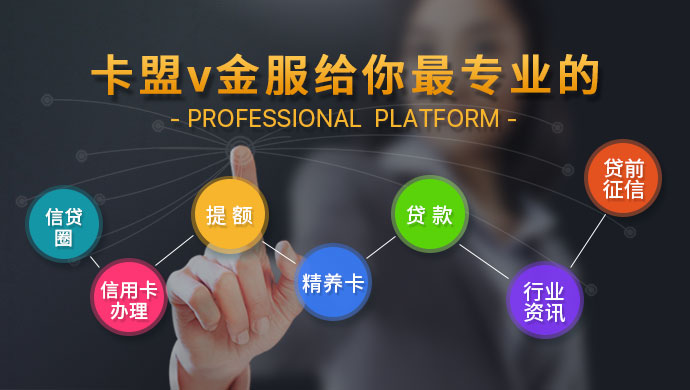 卡盟v金服给你最专业的
- PROFESSIONAL PLATFORM -
信贷
圈
信用卡
办理
提额
精养卡
贷款
行业
资讯
贷前
征信